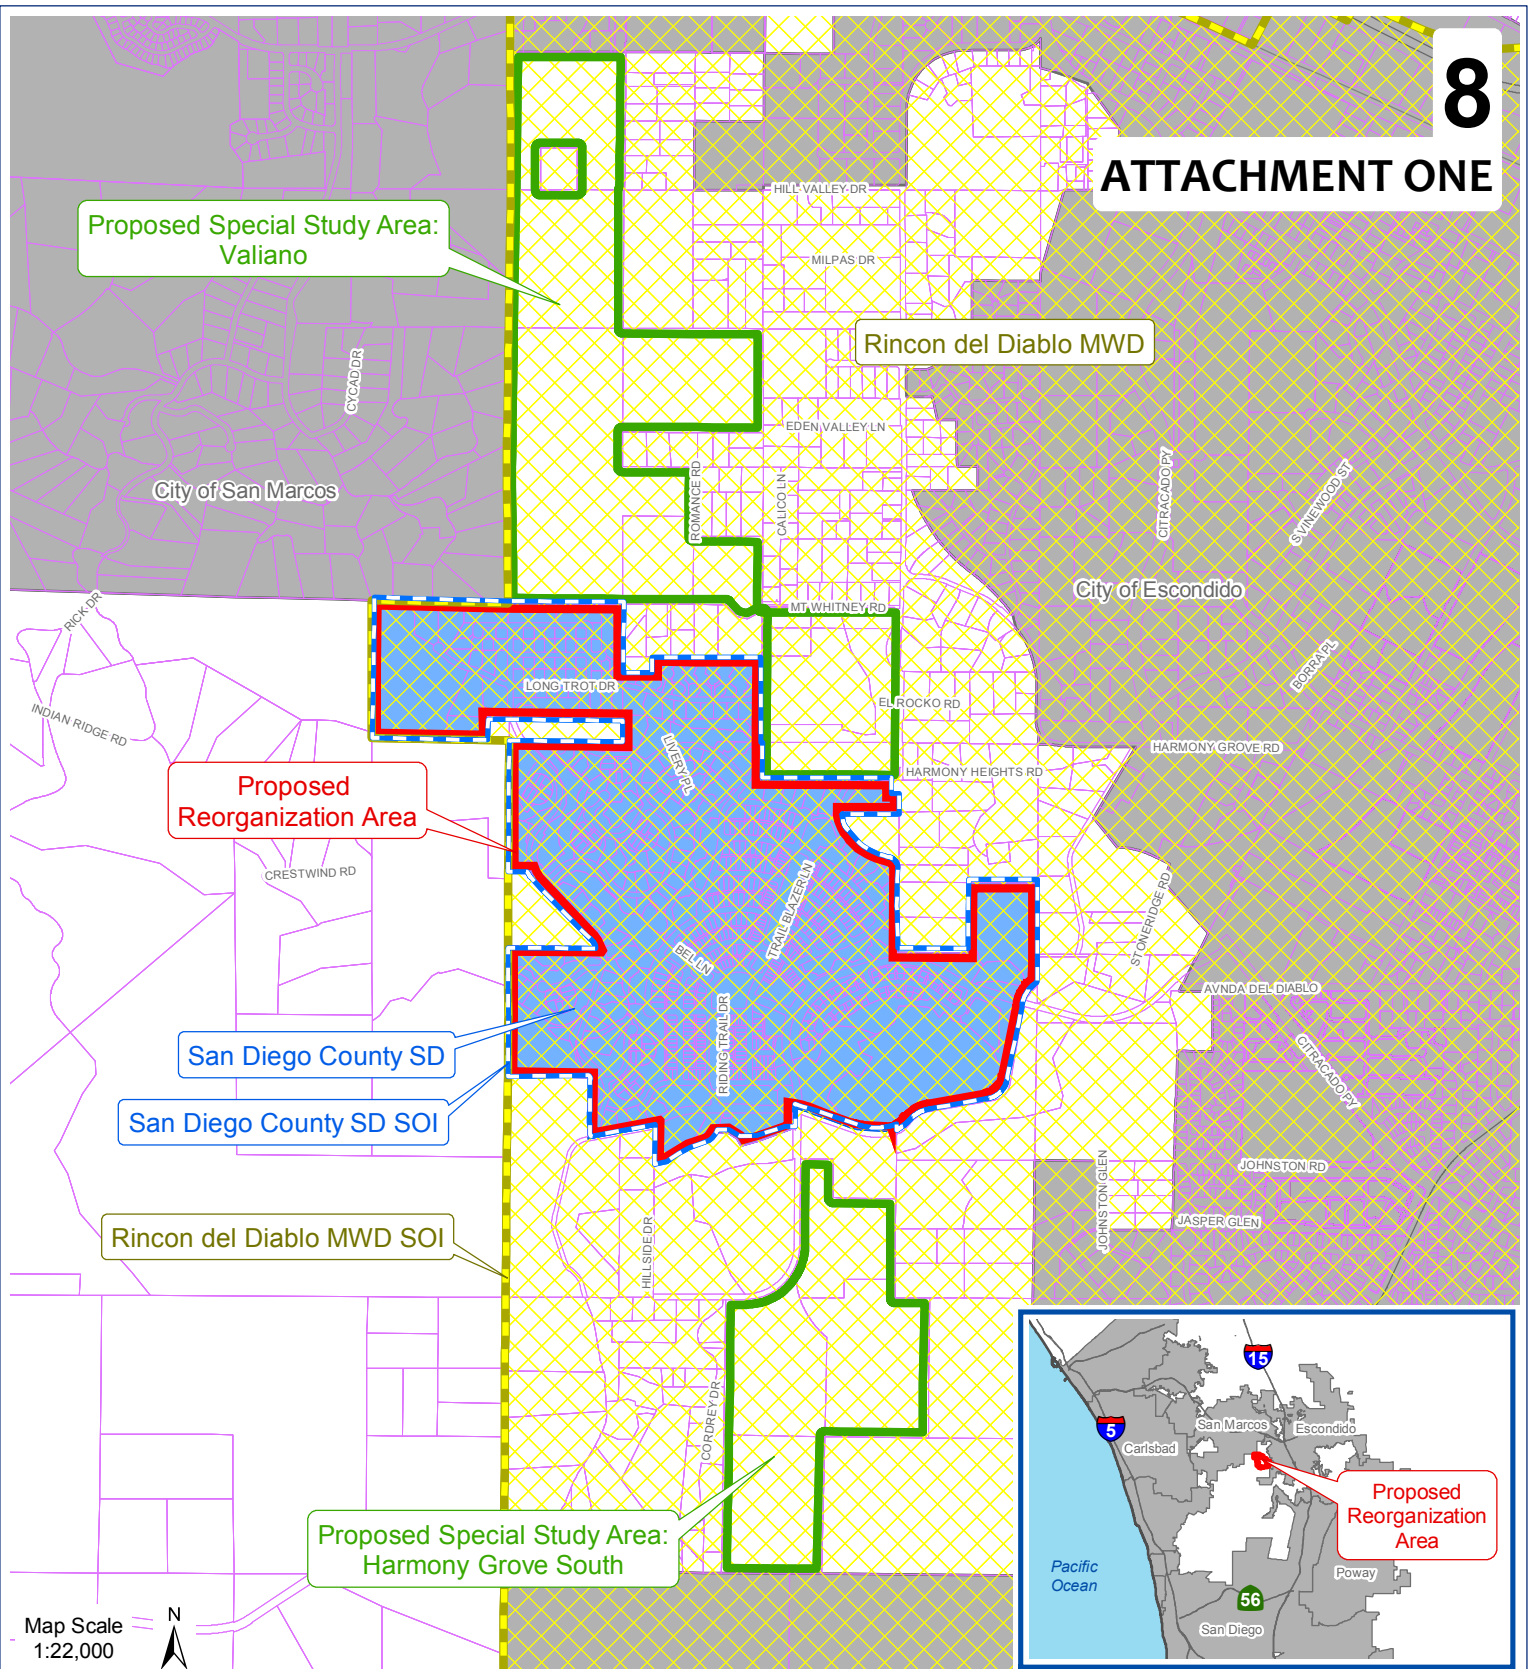 8
ATTACHMENT ONE
HILL VALLEY DR
Proposed Special Study Area:
Valiano
MILPAS DR
Rincon del Diablo MWD
CYCAD DR
EDEN VALLEY LN
City of San Marcos
ROMANCE RD
CALICO LN
CITRACADO PY
S VINEWOOD ST
City of Escondido
RICK DR
MT WHITNEY RD
BORRA PL
LONG TROT DR
EL ROCKO RD
INDIAN RIDGE RD
HARMONY GROVE RD
LIVERY PL
HARMONY HEIGHTS RD
Proposed
Reorganization Area
CRESTWIND RD
TRAIL BLAZER LN
STONERIDGE RD
BEL LN
AVNDA DEL DIABLO
RIDING TRAIL DR
San Diego County SD
CITRACADO PY
San Diego County SD SOI
JOHNSTON RD
JOHNSTON GLEN
JASPER GLEN
Rincon del Diablo MWD SOI
HILLSIDE DR
CORDREY DR
Proposed Special Study Area:
Harmony Grove South
Map Scale
1:22,000
N
15
5
San Marcos
Escondido
Carlsbad
Proposed
Reorganization
Area
Pacific
Ocean
Poway
56
San Diego